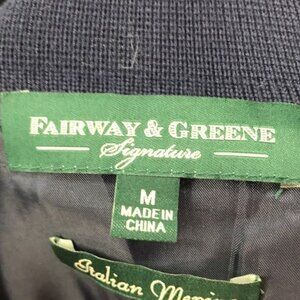 FAIRWAY & GREENE
Signature
M
MADE IN
CHINA
Italian Merino